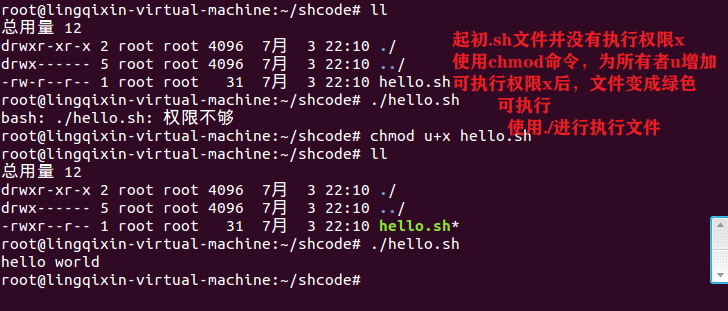 root@lingqixin-virtual-machine:~/shcode# ll
总用量 12
drwxr-xr-x 2 root root 4096 7月 3 22:10 ./
drwx------ 5 root root 4096 7月 3 22:10 ../
-rw-r--r-- 1 root root 31 7月 3 22:10 hello.sh
root@lingqixin-virtual-machine:~/shcode# ./hello.sh
bash: ./hello.sh: 权限不够
root@lingqixin-virtual-machine:~/shcode# chmod u+x hello.sh
root@lingqixin-virtual-machine:~/shcode# ll
总用量 12
drwxr-xr-x 2 root root 4096 7月 3 22:10 ./
drwx------ 5 root root 4096 7月 3 22:10 ../
-rwxr--r-- 1 root root 31 7月 3 22:10 hello.sh*
root@lingqixin-virtual-machine:~/shcode# ./hello.sh
hello world
root@lingqixin-virtual-machine:~/shcode#
起初.sh文件并没有执行权限x
使用chmod命令，为所有者u增加
可执行权限x后，文件变成绿色
可执行
使用./进行执行文件